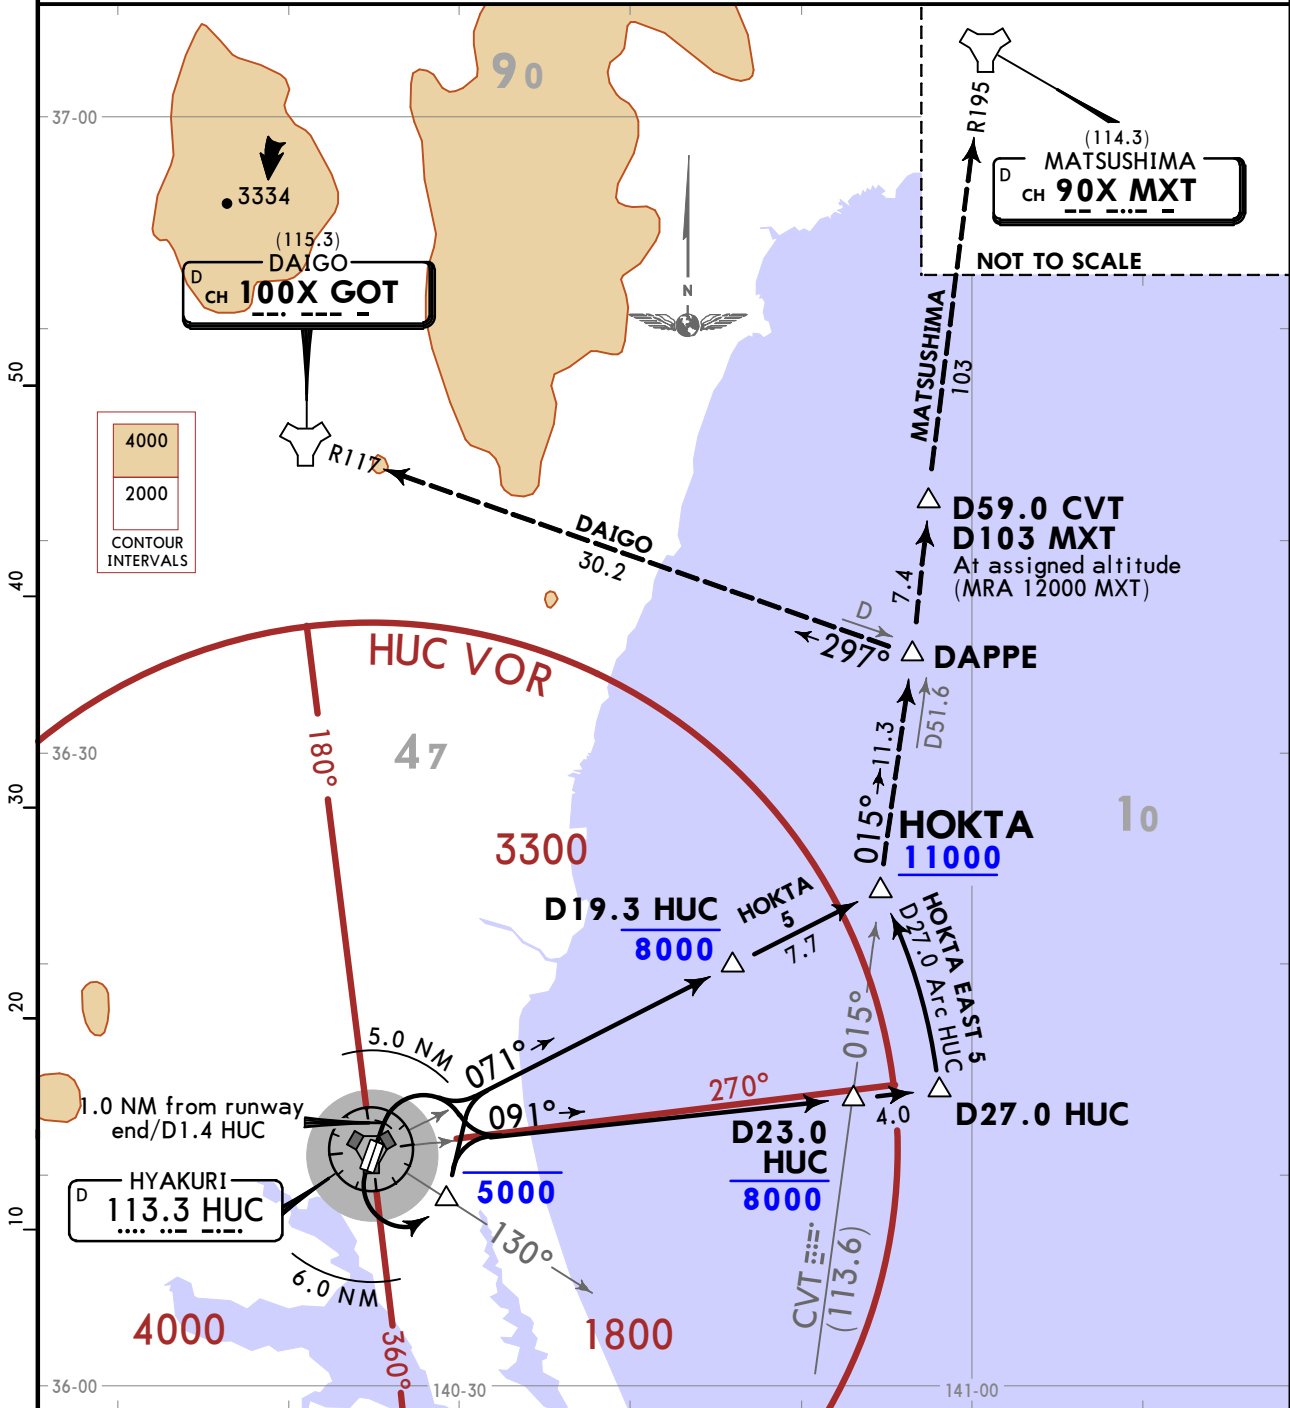 90
37-00
R195
(114.3)
MATSUSHIMA
D
CH 90X MXT
NOT TO SCALE
3334
(115.3)
DAIGO
D
CH 100X GOT
N
MATSUSHIMA
103
50
4000
2000
CONTOUR
INTERVALS
R117
DAIGO
30.2
D59.0 CVT
D103 MXT
At assigned altitude
(MRA 12000 MXT)
7.4
40
D
297°
DAPPE
HUC VOR
D51.6
11.3
015°
180°
47
36-30
30
10
HOKTA
11000
3300
D19.3 HUC
8000
HOKTA
5
7.7
HOKTA EAST 5
D27.0 Arc HUC
20
015°
5.0 NM
071°
270°
091°
1.0 NM from runway
end/D1.4 HUC
4.0
D27.0 HUC
D23.0
HUC
8000
5000
HYAKURI
D
113.3 HUC
10
130°
CVT
(113.6)
6.0 NM
4000
1800
360°
36-00
140-30
141-00